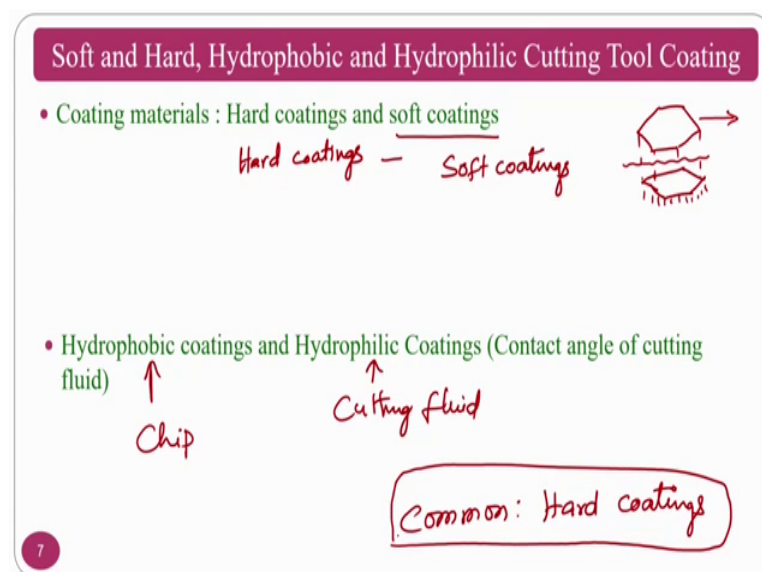 Soft and Hard, Hydrophobic and Hydrophilic Cutting Tool Coating
• Coating materials : Hard coatings and soft coatings
Hard coatings – Soft coatings
• Hydrophobic coatings and Hydrophilic Coatings (Contact angle of cutting
fluid)
Chip
Cutting fluid
Common: Hard coatings
7